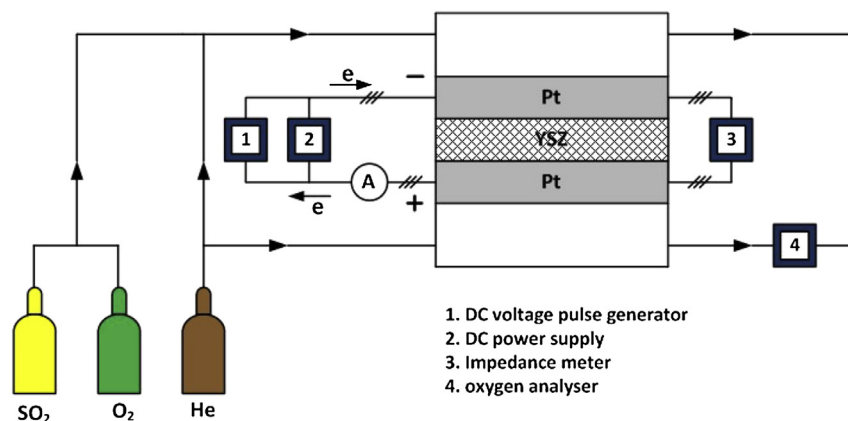 e
−
Pt
1
2
YSZ
3
A
Pt
e
+
4
1. DC voltage pulse generator
2. DC power supply
3. Impedance meter
4. oxygen analyser
SO₂
O₂
He